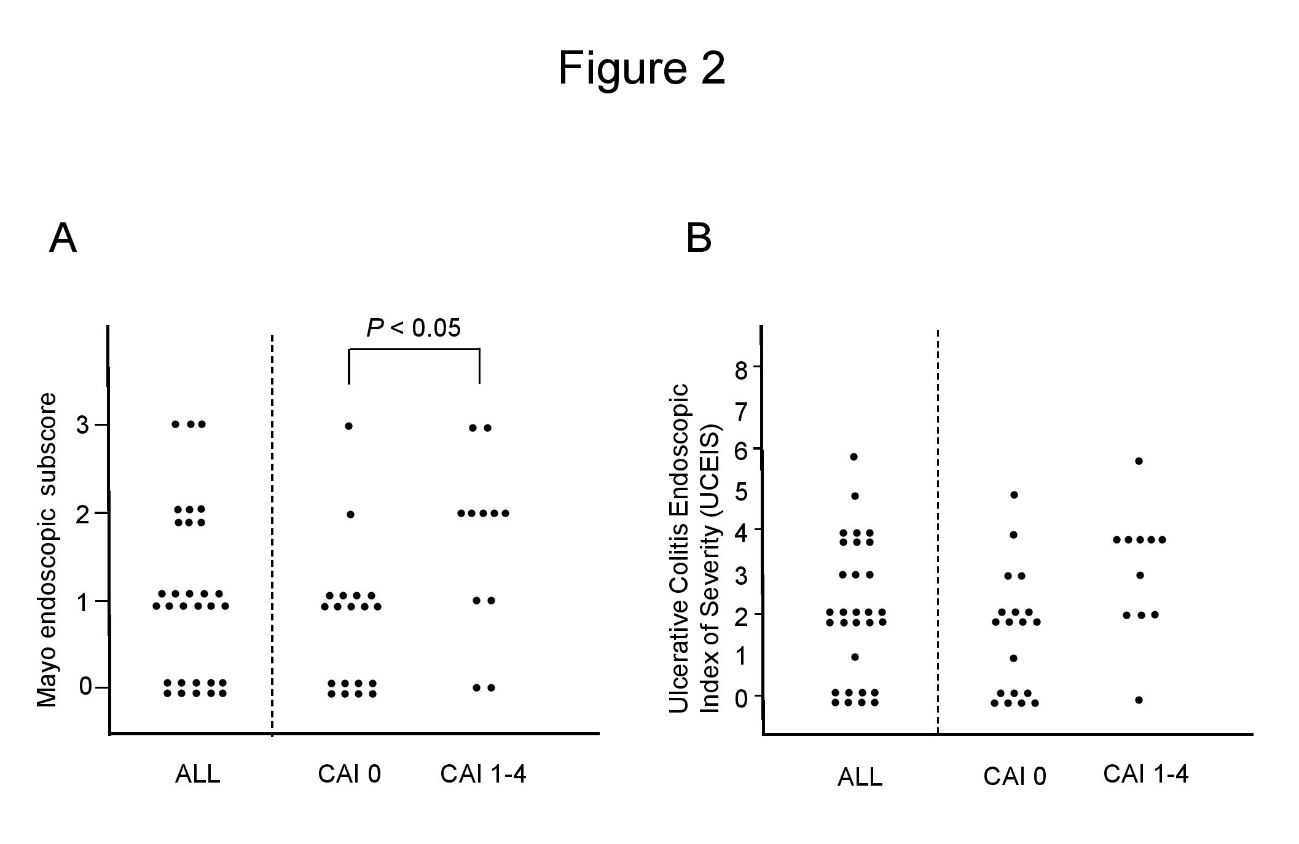 Figure 2
A
B
P < 0.05
Mayo endoscopic subscore
3
2
1
0
ALL
CAI 0
CAI 1-4
Ulcerative Colitis Endoscopic
Index of Severity (UCEIS)
8
7
6
5
4
3
2
1
0
ALL
CAI 0
CAI 1-4